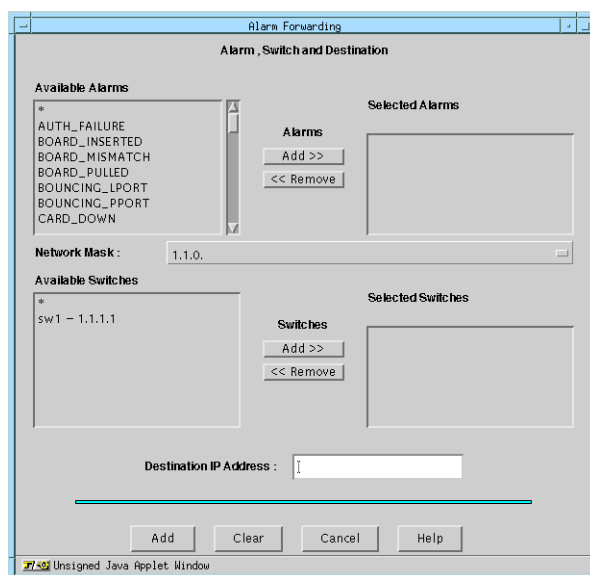 Alarm Forwarding
Alarm , Switch and Destination
Available Alarms
*
AUTH_FAILURE
BOARD_INSERTED
BOARD_MISMATCH
BOARD_PULLED
BOUNCING_LPORT
BOUNCING_PPORT
CARD_DOWN
Alarms
Add >>
<< Remove
Selected Alarms
Network Mask :
1.1.0.
Available Switches
*
sw1 – 1.1.1.1
Switches
Add >>
<< Remove
Selected Switches
Destination IP Address :
Add
Clear
Cancel
Help
Unsigned Java Applet Window